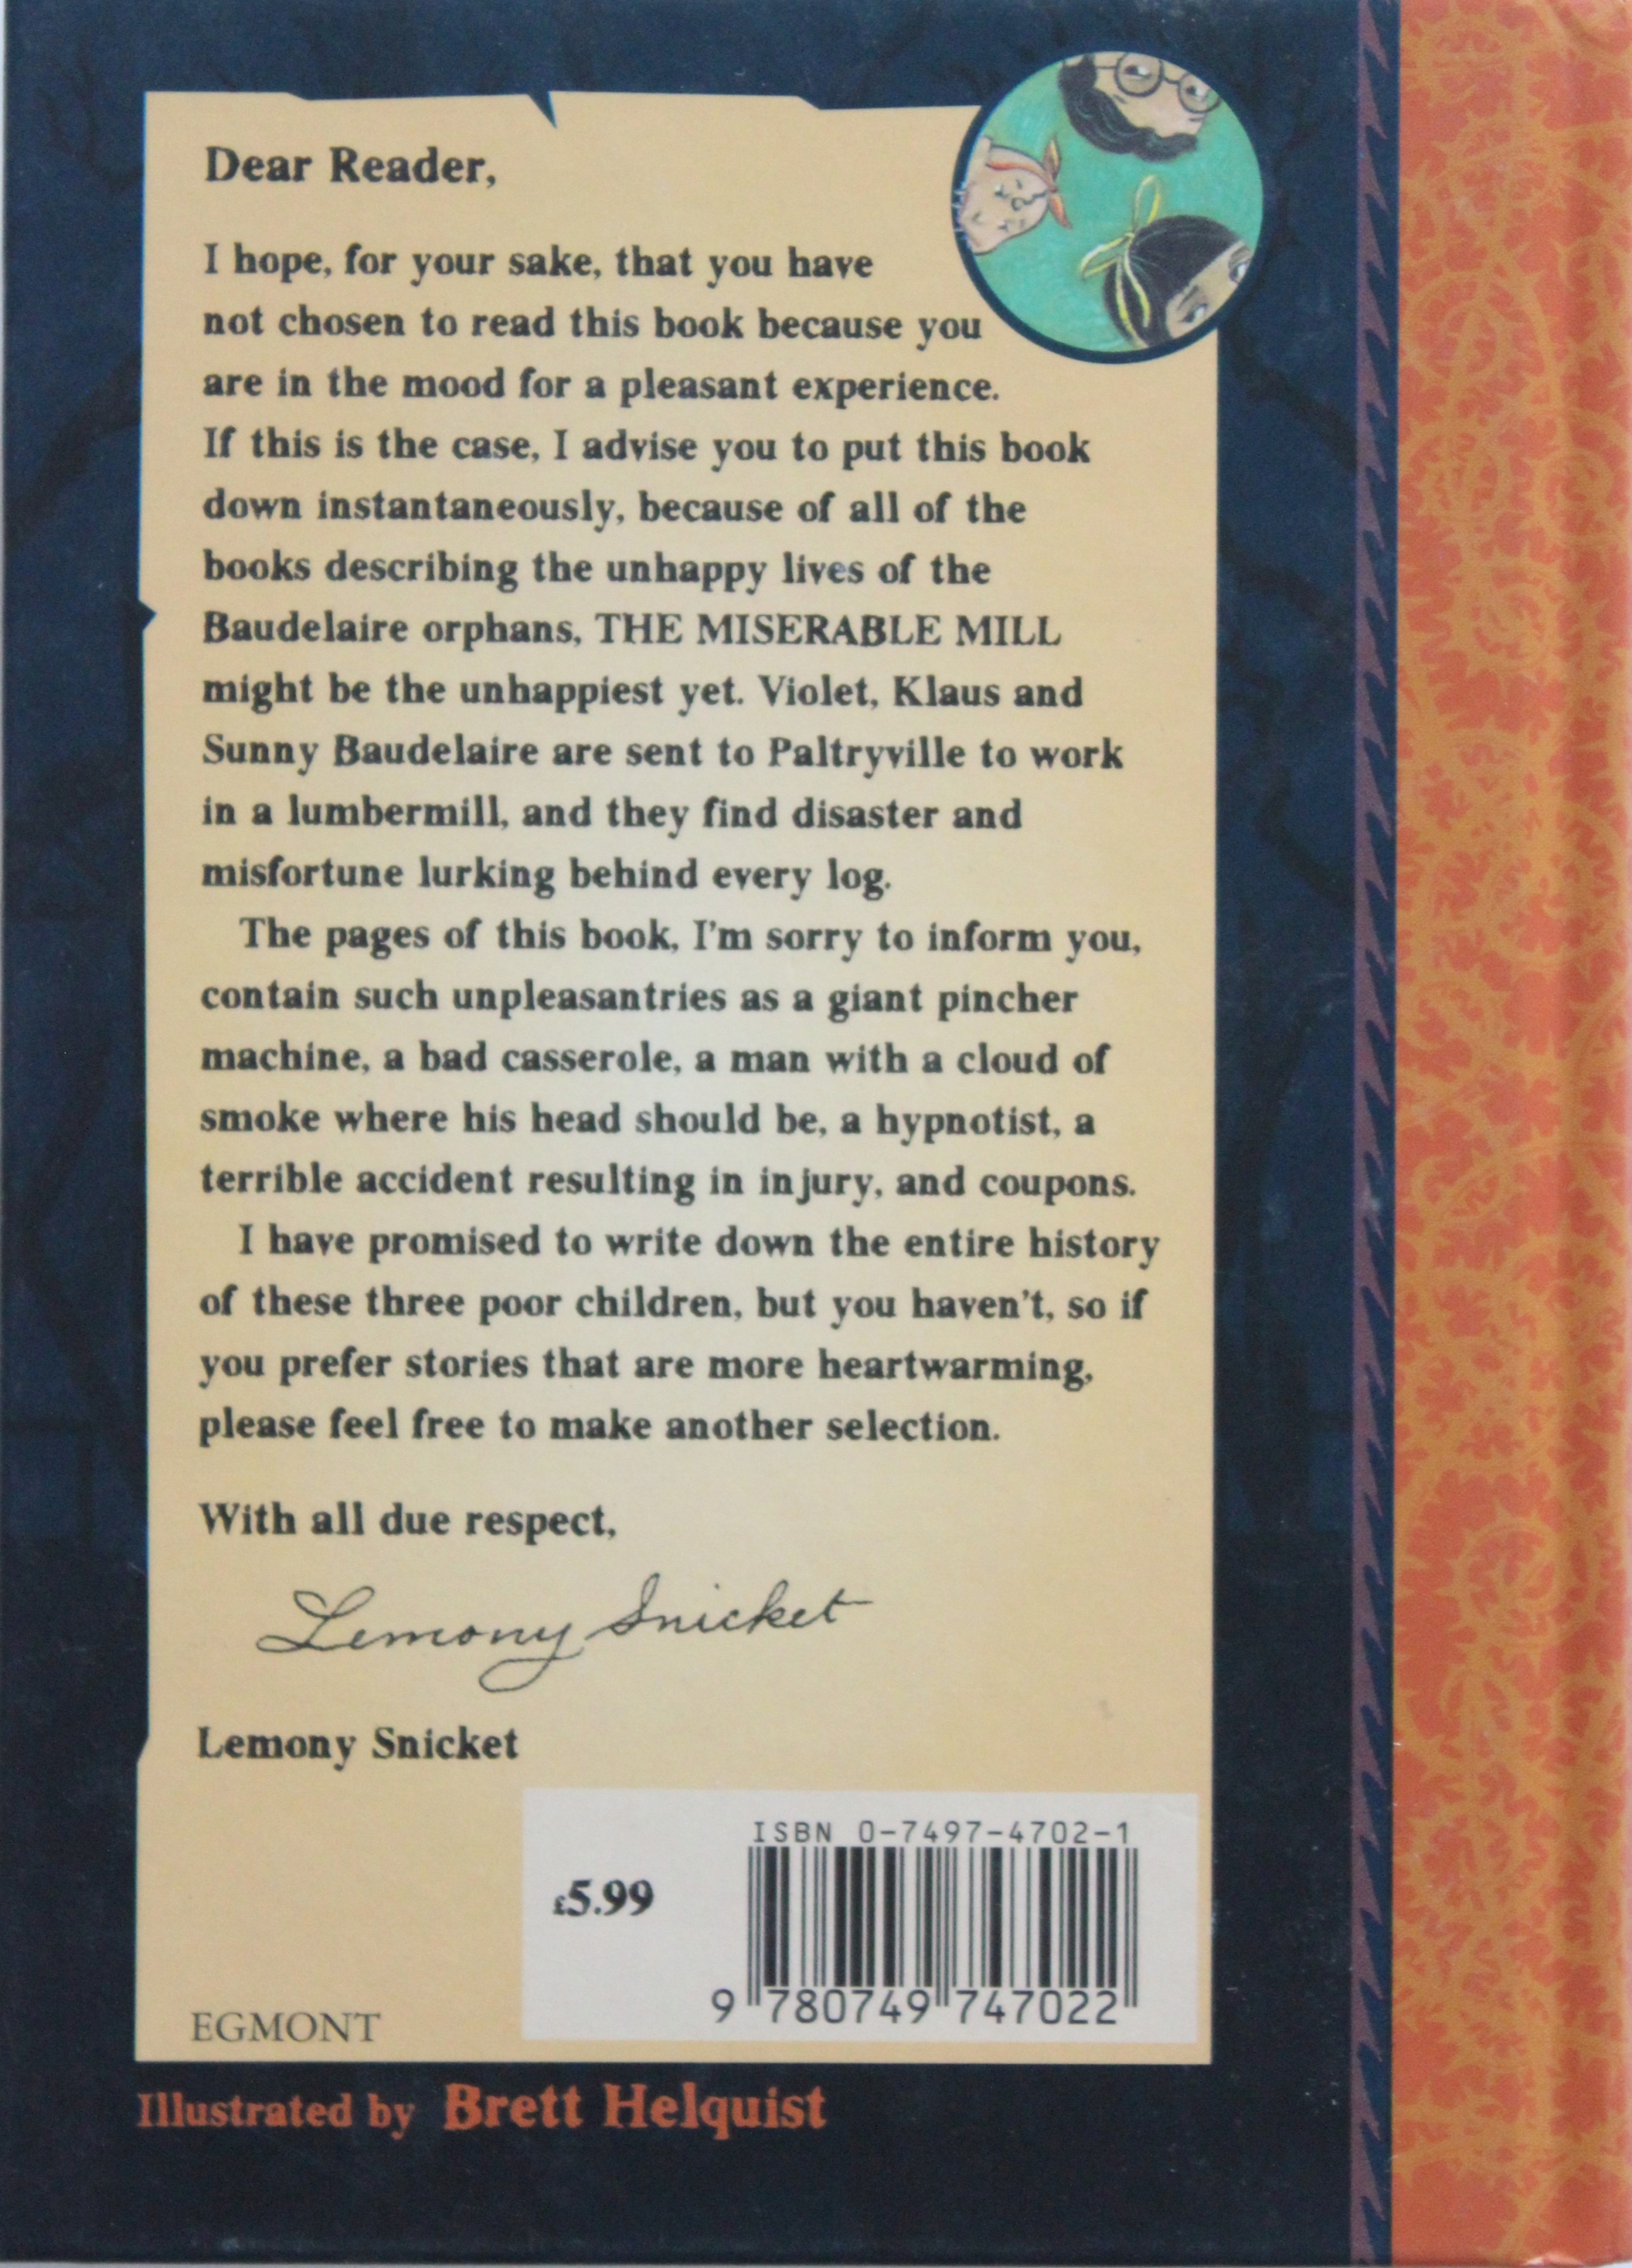 Dear Reader,
I hope, for your sake, that you have
not chosen to read this book because you
are in the mood for a pleasant experience.
If this is the case, I advise you to put this book
down instantaneously, because of all of the
books describing the unhappy lives of the
Baudelaire orphans, THE MISERABLE MILL
might be the unhappiest yet. Violet, Klaus and
Sunny Baudelaire are sent to Paltryville to work
in a lumbermill, and they find disaster and
misfortune lurking behind every log.
The pages of this book, I'm sorry to inform you,
contain such unpleasantries as a giant pincher
machine, a bad casserole, a man with a cloud of
smoke where his head should be, a hypnotist, a
terrible accident resulting in injury, and coupons.
I have promised to write down the entire history
of these three poor children, but you haven't, so if
you prefer stories that are more heartwarming,
please feel free to make another selection.
With all due respect,
Lemony Snicket
Lemony Snicket
ISBN 0-7497-4702-1
£5.99
9 780749 747022
EGMONT
Illustrated by Brett Helquist